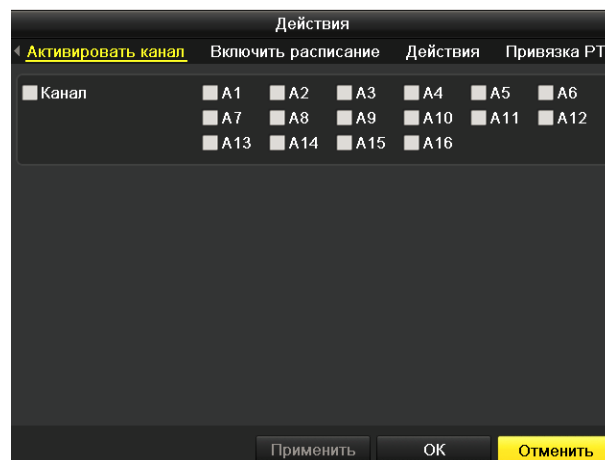 Действия
Активировать канал Включить расписание Действия Привязка PT
Канал A1 A2 A3 A4 A5 A6
A7 A8 A9 A10 A11 A12
A13 A14 A15 A16
Применить OK Отменить